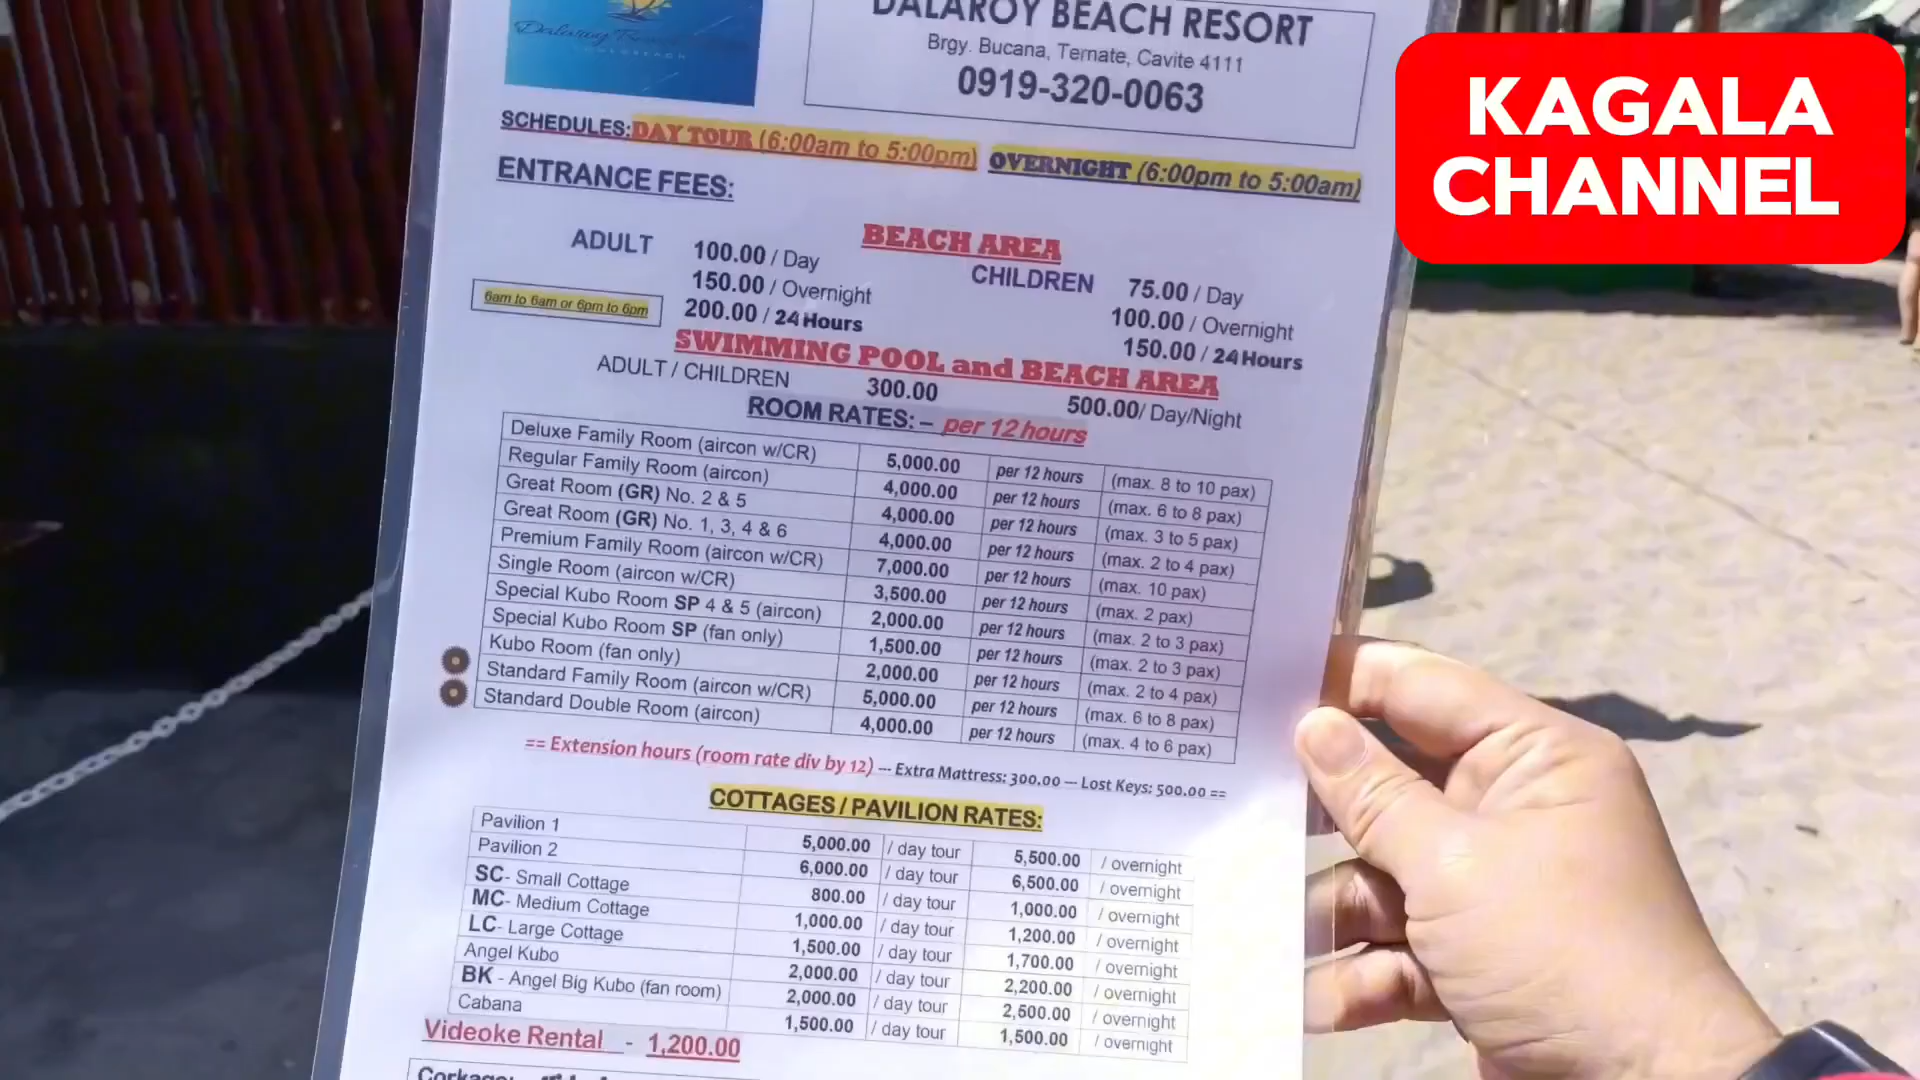 DALAROY BEACH RESORT
Brgy. Bucana, Ternate, Cavite 4111
0919-320-0063
KAGALA
CHANNEL
SCHEDULES:DAY TOUR (6:00am to 5:00pm) OVERNIGHT (6:00pm to 5:00am)
ENTRANCE FEES:
BEACH AREA
ADULT 100.00 / Day CHILDREN 75.00 / Day
150.00 / Overnight 100.00 / Overnight
6am to 6am or 6pm to 6pm 200.00 / 24 Hours 150.00 / 24 Hours
SWIMMING POOL and BEACH AREA
ADULT / CHILDREN 300.00 500.00/ Day/Night
ROOM RATES: – per 12 hours
Deluxe Family Room (aircon w/CR) 5,000.00 per 12 hours (max. 8 to 10 pax)
Regular Family Room (aircon) 4,000.00 per 12 hours (max. 6 to 8 pax)
Great Room (GR) No. 2 & 5 4,000.00 per 12 hours (max. 3 to 5 pax)
Great Room (GR) No. 1, 3, 4 & 6 4,000.00 per 12 hours (max. 2 to 4 pax)
Premium Family Room (aircon w/CR) 7,000.00 per 12 hours (max. 10 pax)
Single Room (aircon w/CR) 3,500.00 per 12 hours (max. 2 pax)
Special Kubo Room SP 4 & 5 (aircon) 2,000.00 per 12 hours (max. 2 to 3 pax)
Special Kubo Room SP (fan only) 1,500.00 per 12 hours (max. 2 to 3 pax)
Kubo Room (fan only) 2,000.00 per 12 hours (max. 2 to 4 pax)
Standard Family Room (aircon w/CR) 5,000.00 per 12 hours (max. 6 to 8 pax)
Standard Double Room (aircon) 4,000.00 per 12 hours (max. 4 to 6 pax)
== Extension hours (room rate div by 12) --- Extra Mattress: 300.00 --- Lost Keys: 500.00 ==
COTTAGES / PAVILION RATES:
Pavilion 1 5,000.00 / day tour 5,500.00 / overnight
Pavilion 2 6,000.00 / day tour 6,500.00 / overnight
SC- Small Cottage 800.00 / day tour 1,000.00 / overnight
MC- Medium Cottage 1,000.00 / day tour 1,200.00 / overnight
LC- Large Cottage 1,500.00 / day tour 1,700.00 / overnight
Angel Kubo 2,000.00 / day tour 2,200.00 / overnight
BK - Angel Big Kubo (fan room) 2,000.00 / day tour 2,500.00 / overnight
Cabana 1,500.00 / day tour 1,500.00 / overnight
Videoke Rental - 1,200.00
Corkage: